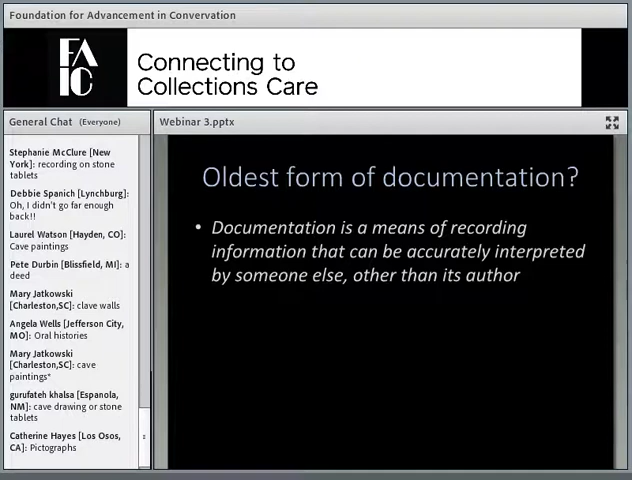 Foundation for Advancement in Convervation
FA
IC
Connecting to
Collections Care
General Chat (Everyone)
Stephanie McClure [New
York]: recording on stone
tablets
Debbie Spanich [Lynchburg]:
Oh, I didn't go far enough
back!!
Laurel Watson [Hayden, CO]:
Cave paintings
Pete Durbin [Blissfield, MI]: a
deed
Mary Jatkowski
[Charleston,SC]: clave walls
Angela Wells [Jefferson City,
MO]: Oral histories
Mary Jatkowski
[Charleston,SC]: cave
paintings*
gurufateh khalsa [Espanola,
NM]: cave drawing or stone
tablets
Catherine Hayes [Los Osos,
CA]: Pictographs
Webinar 3.pptx
Oldest form of documentation?
• Documentation is a means of recording
information that can be accurately interpreted
by someone else, other than its author